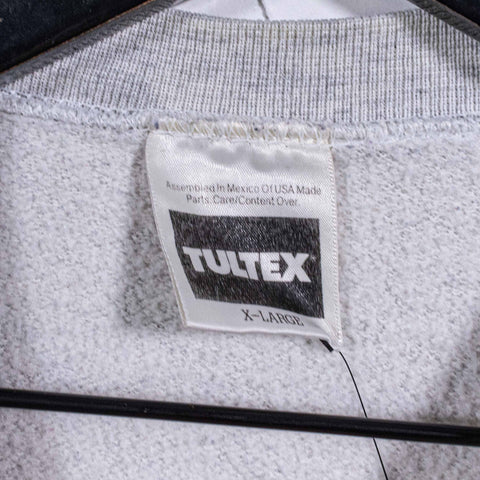 Assembled In Mexico Of USA Made
Parts. Care/Content Over.
TULTEX
X-LARGE